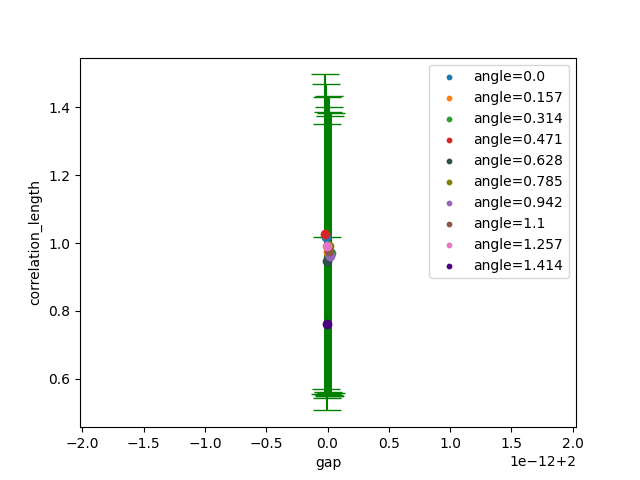 1.4
1.2
1.0
0.8
0.6
correlation_length
angle=0.0
angle=0.157
angle=0.314
angle=0.471
angle=0.628
angle=0.785
angle=0.942
angle=1.1
angle=1.257
angle=1.414
−2.0 −1.5 −1.0 −0.5 0.0 0.5 1.0 1.5 2.0
gap
1e−12+2